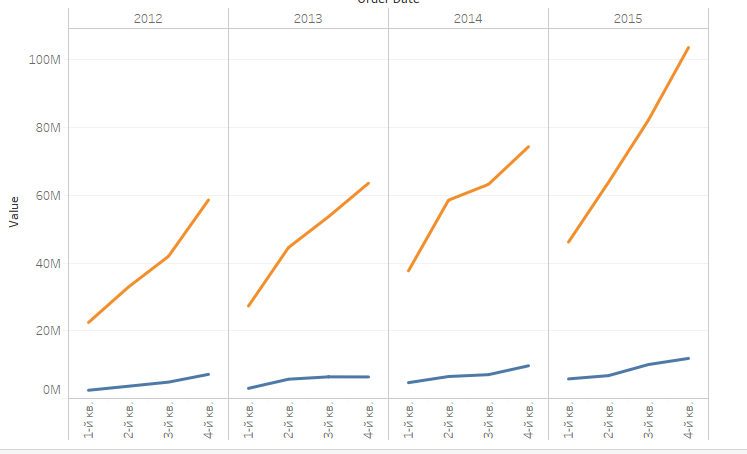 Order Date
2012 2013 2014 2015
100M
80M
60M
40M
20M
0M
Value
1-й кв. 2-й кв. 3-й кв. 4-й кв. 1-й кв. 2-й кв. 3-й кв. 4-й кв. 1-й кв. 2-й кв. 3-й кв. 4-й кв. 1-й кв. 2-й кв. 3-й кв. 4-й кв.